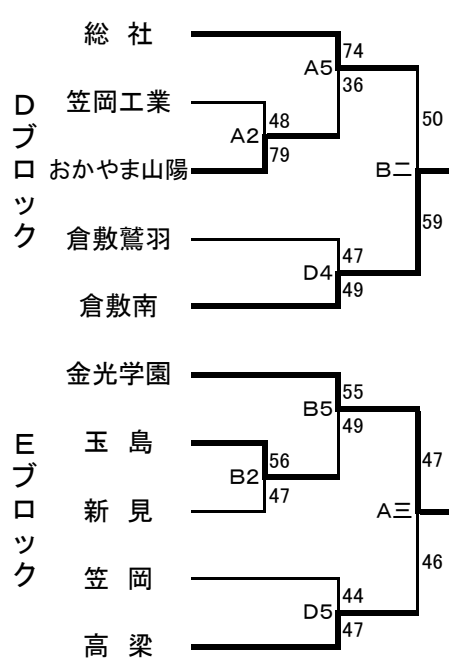 Dブロック
総社
74
A5
36
笠岡工業
48
50
A2
79
おかやま山陽
B二
59
倉敷鷲羽
47
D4
49
倉敷南
Eブロック
金光学園
55
B5
49
玉島
56
47
B2
47
新見
A三
46
笠岡
44
D5
47
高梁